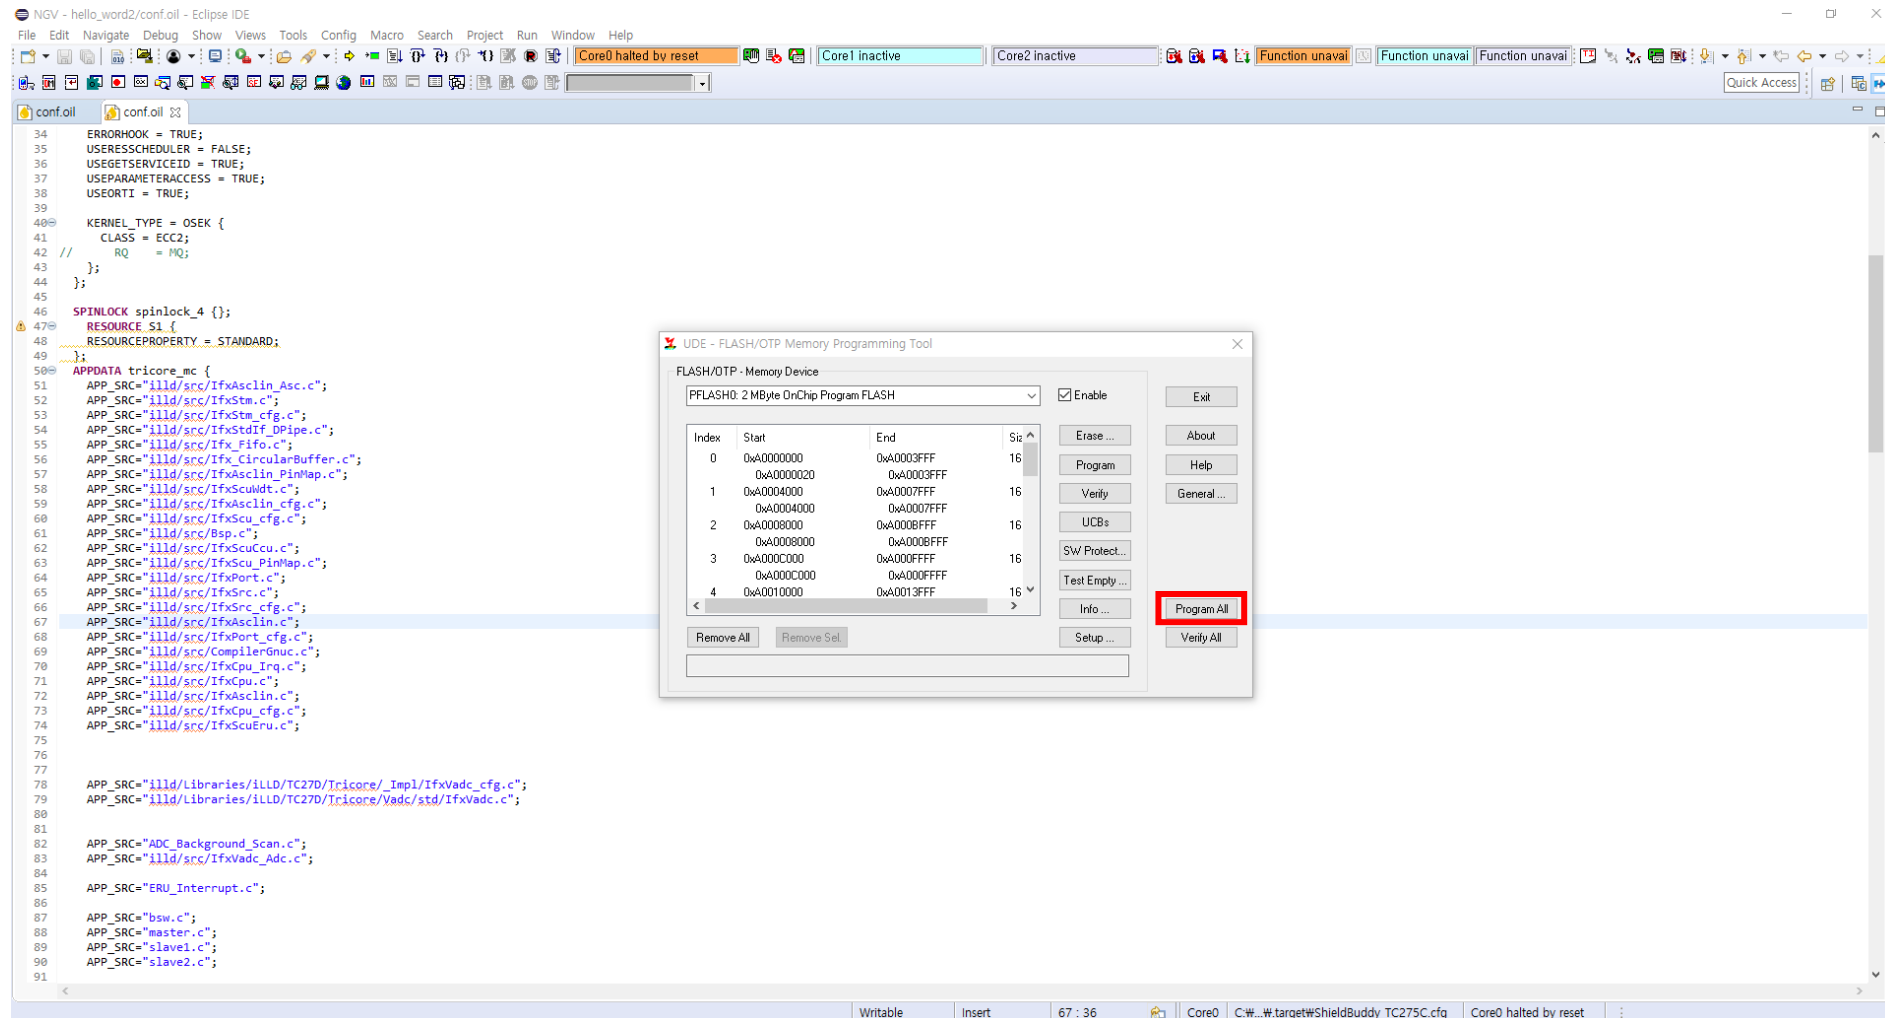 NGV - hello_word2/conf.oil - Eclipse IDE
File Edit Navigate Debug Show Views Tools Config Macro Search Project Run Window Help
Core0 halted by reset
Core1 inactive
Core2 inactive
Function unavai
Function unavai
Function unavai
Quick Access
conf.oil
conf.oil
34 ERRORHOOK = TRUE;
35 USERESSCHEDULER = FALSE;
36 USEGETSERVICEID = TRUE;
37 USEPARAMETERACCESS = TRUE;
38 USEORTI = TRUE;
39
40 KERNEL_TYPE = OSEK {
41 CLASS = ECC2;
42 // RQ = MQ;
43 };
44 };
45
46 SPINLOCK spinlock_4 {};
47 RESOURCE S1 {
48 RESOURCEPROPERTY = STANDARD;
49 };
50 APPDATA tricore_mc {
51 APP_SRC="illd/src/IfxAsclin_Asc.c";
52 APP_SRC="illd/src/IfxStm.c";
53 APP_SRC="illd/src/IfxStm_cfg.c";
54 APP_SRC="illd/src/IfxStdIf_DPipe.c";
55 APP_SRC="illd/src/Ifx_Fifo.c";
56 APP_SRC="illd/src/Ifx_CircularBuffer.c";
57 APP_SRC="illd/src/IfxAsclin_PinMap.c";
58 APP_SRC="illd/src/IfxScuWdt.c";
59 APP_SRC="illd/src/IfxAsclin_cfg.c";
60 APP_SRC="illd/src/IfxScu_cfg.c";
61 APP_SRC="illd/src/Bsp.c";
62 APP_SRC="illd/src/IfxScuCcu.c";
63 APP_SRC="illd/src/IfxScu_PinMap.c";
64 APP_SRC="illd/src/IfxPort.c";
65 APP_SRC="illd/src/IfxSrc.c";
66 APP_SRC="illd/src/IfxSrc_cfg.c";
67 APP_SRC="illd/src/IfxAsclin.c";
68 APP_SRC="illd/src/IfxPort_cfg.c";
69 APP_SRC="illd/src/CompilerGnuc.c";
70 APP_SRC="illd/src/IfxCpu_Irq.c";
71 APP_SRC="illd/src/IfxCpu.c";
72 APP_SRC="illd/src/IfxAsclin.c";
73 APP_SRC="illd/src/IfxCpu_cfg.c";
74 APP_SRC="illd/src/IfxScuEru.c";
75
76
77
78 APP_SRC="illd/Libraries/iLLD/TC27D/Tricore/_Impl/IfxVadc_cfg.c";
79 APP_SRC="illd/Libraries/iLLD/TC27D/Tricore/Vadc/std/IfxVadc.c";
80
81
82 APP_SRC="ADC_Background_Scan.c";
83 APP_SRC="illd/src/IfxVadc_Adc.c";
84
85 APP_SRC="ERU_Interrupt.c";
86
87 APP_SRC="bsw.c";
88 APP_SRC="master.c";
89 APP_SRC="slave1.c";
90 APP_SRC="slave2.c";
91
UDE - FLASH/OTP Memory Programming Tool
FLASH/OTP - Memory Device
PFLASH0: 2 MByte OnChip Program FLASH
Enable
Exit
Index Start End Siz
0 0xA0000000 0xA0003FFF 16
0xA0000020 0xA0003FFF
1 0xA0004000 0xA0007FFF 16
0xA0004000 0xA0007FFF
2 0xA0008000 0xA000BFFF 16
0xA0008000 0xA000BFFF
3 0xA000C000 0xA000FFFF 16
0xA000C000 0xA000FFFF
4 0xA0010000 0xA0013FFF 16
Erase ...
About
Program
Help
Verify
General ...
UCBs
SW Protect...
Test Empty ...
Info ...
Program All
Remove All
Remove Sel.
Setup ...
Verify All
Writable
Insert
67 : 36
Core0
C:₩...₩.target₩ShieldBuddy_TC275C.cfg
Core0 halted by reset